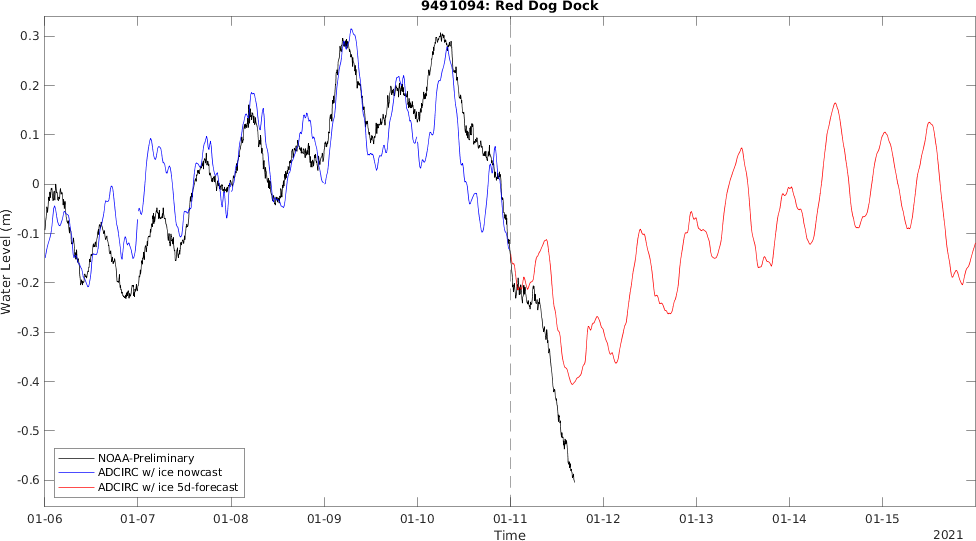 9491094: Red Dog Dock
0.3
0.2
0.1
0
-0.1
-0.2
-0.3
-0.4
-0.5
-0.6
Water Level (m)
NOAA-Preliminary
ADCIRC w/ ice nowcast
ADCIRC w/ ice 5d-forecast
01-06 01-07 01-08 01-09 01-10 01-11 01-12 01-13 01-14 01-15
Time
2021